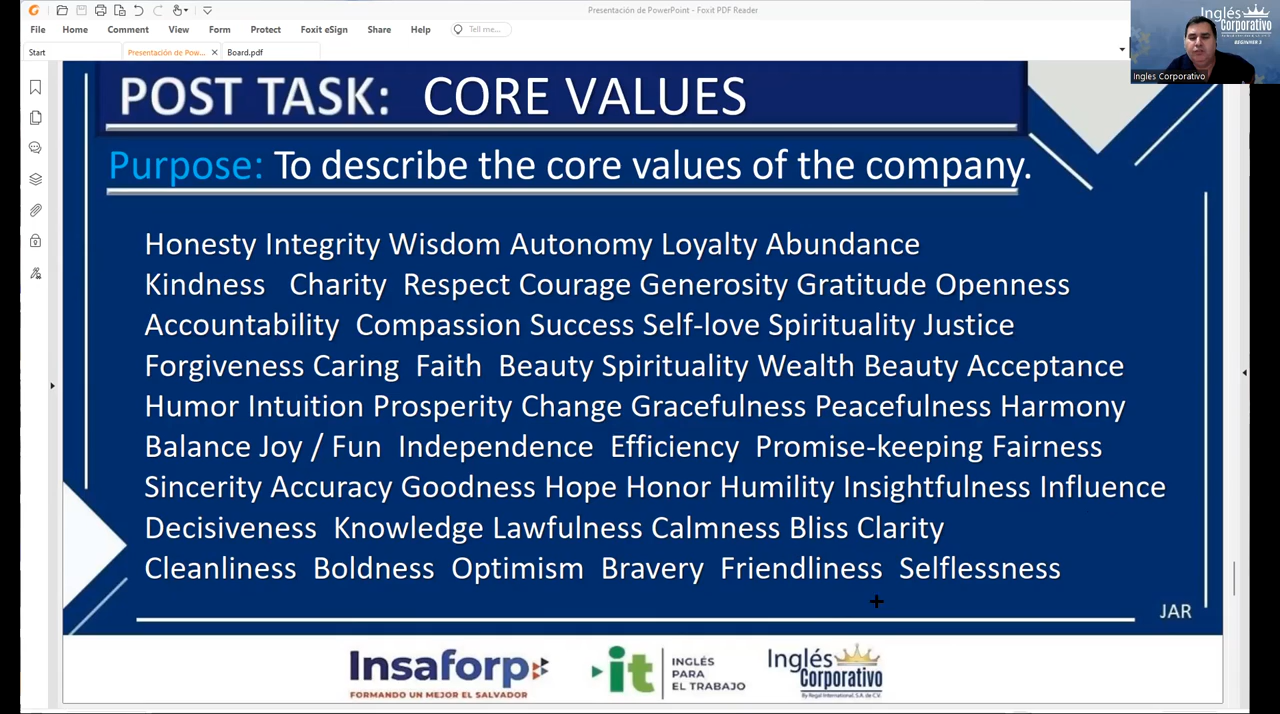 Presentación de PowerPoint - Foxit PDF Reader
File Home Comment View Form Protect Foxit eSign Share Help Tell me...
Start Presentación de Pow... Board.pdf
Inglés
Corporativo
BEGINNER 2
Ingles Corporativo
POST TASK: CORE VALUES
Purpose: To describe the core values of the company.
Honesty Integrity Wisdom Autonomy Loyalty Abundance
Kindness Charity Respect Courage Generosity Gratitude Openness
Accountability Compassion Success Self-love Spirituality Justice
Forgiveness Caring Faith Beauty Spirituality Wealth Beauty Acceptance
Humor Intuition Prosperity Change Gracefulness Peacefulness Harmony
Balance Joy / Fun Independence Efficiency Promise-keeping Fairness
Sincerity Accuracy Goodness Hope Honor Humility Insightfulness Influence
Decisiveness Knowledge Lawfulness Calmness Bliss Clarity
Cleanliness Boldness Optimism Bravery Friendliness Selflessness
JAR
Insaforp
FORMANDO UN MEJOR EL SALVADOR
it
INGLÉS
PARA
EL TRABAJO
Inglés
Corporativo
By Regal International, S.A. de C.V.